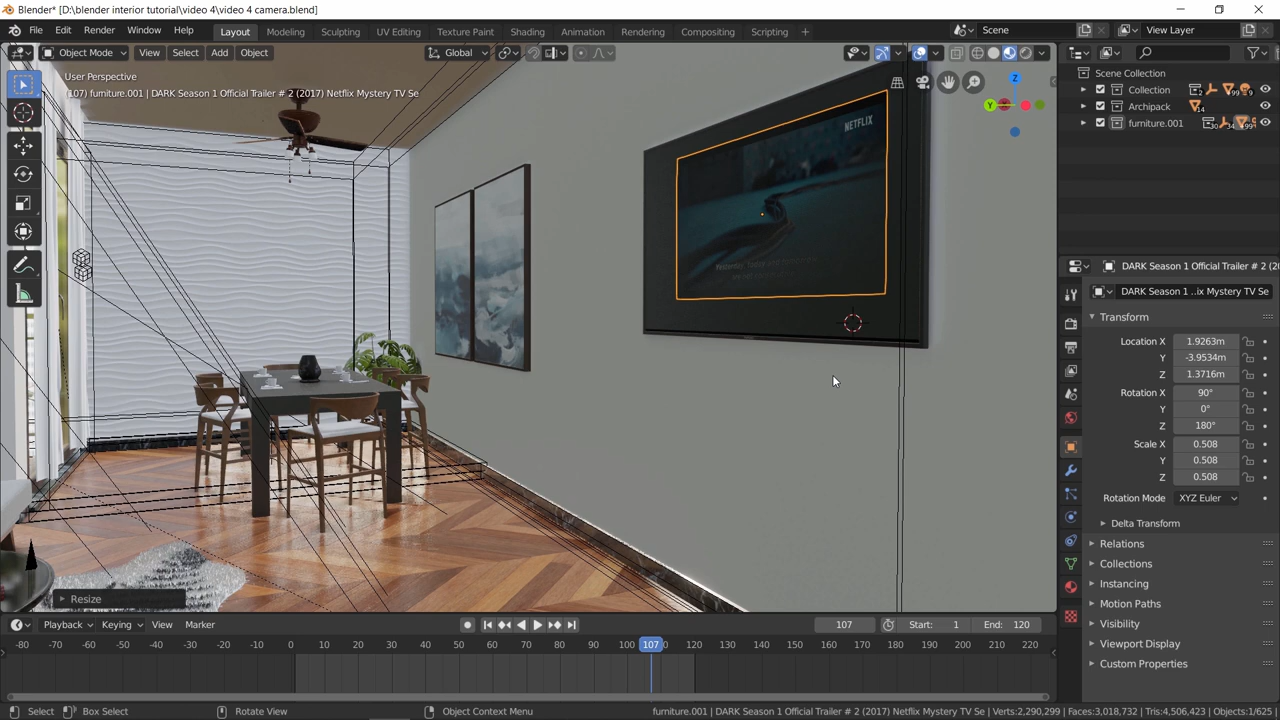 Blender* [D:\blender interior tutorial\video 4\video 4 camera.blend]
File Edit Render Window Help Layout Modeling Sculpting UV Editing Texture Paint Shading Animation Rendering Compositing Scripting + Scene View Layer
Object Mode View Select Add Object Global
User Perspective
(107) furniture.001 | DARK Season 1 Official Trailer # 2 (2017) Netflix Mystery TV Se
Z
Y
NETFLIX
Resize
Scene Collection
Collection 2 99 9
Archipack 14
furniture.001 30 34 499
DARK Season 1 Official Trailer # 2 (20
DARK Season 1 ..ix Mystery TV Se
Transform
Location X 1.9263m
Y -3.9534m
Z 1.3716m
Rotation X 90°
Y 0°
Z 180°
Scale X 0.508
Y 0.508
Z 0.508
Rotation Mode XYZ Euler
Delta Transform
Relations
Collections
Instancing
Motion Paths
Visibility
Viewport Display
Custom Properties
Playback Keying View Marker 107 Start: 1 End: 120
-80 -70 -60 -50 -40 -30 -20 -10 0 10 20 30 40 50 60 70 80 90 100 107 120 130 140 150 160 170 180 190 200 210 220
Select Box Select Rotate View Object Context Menu furniture.001 | DARK Season 1 Official Trailer # 2 (2017) Netflix Mystery TV Se | Verts:2,290,299 | Faces:3,018,732 | Tris:4,506,423 | Objects:1/625